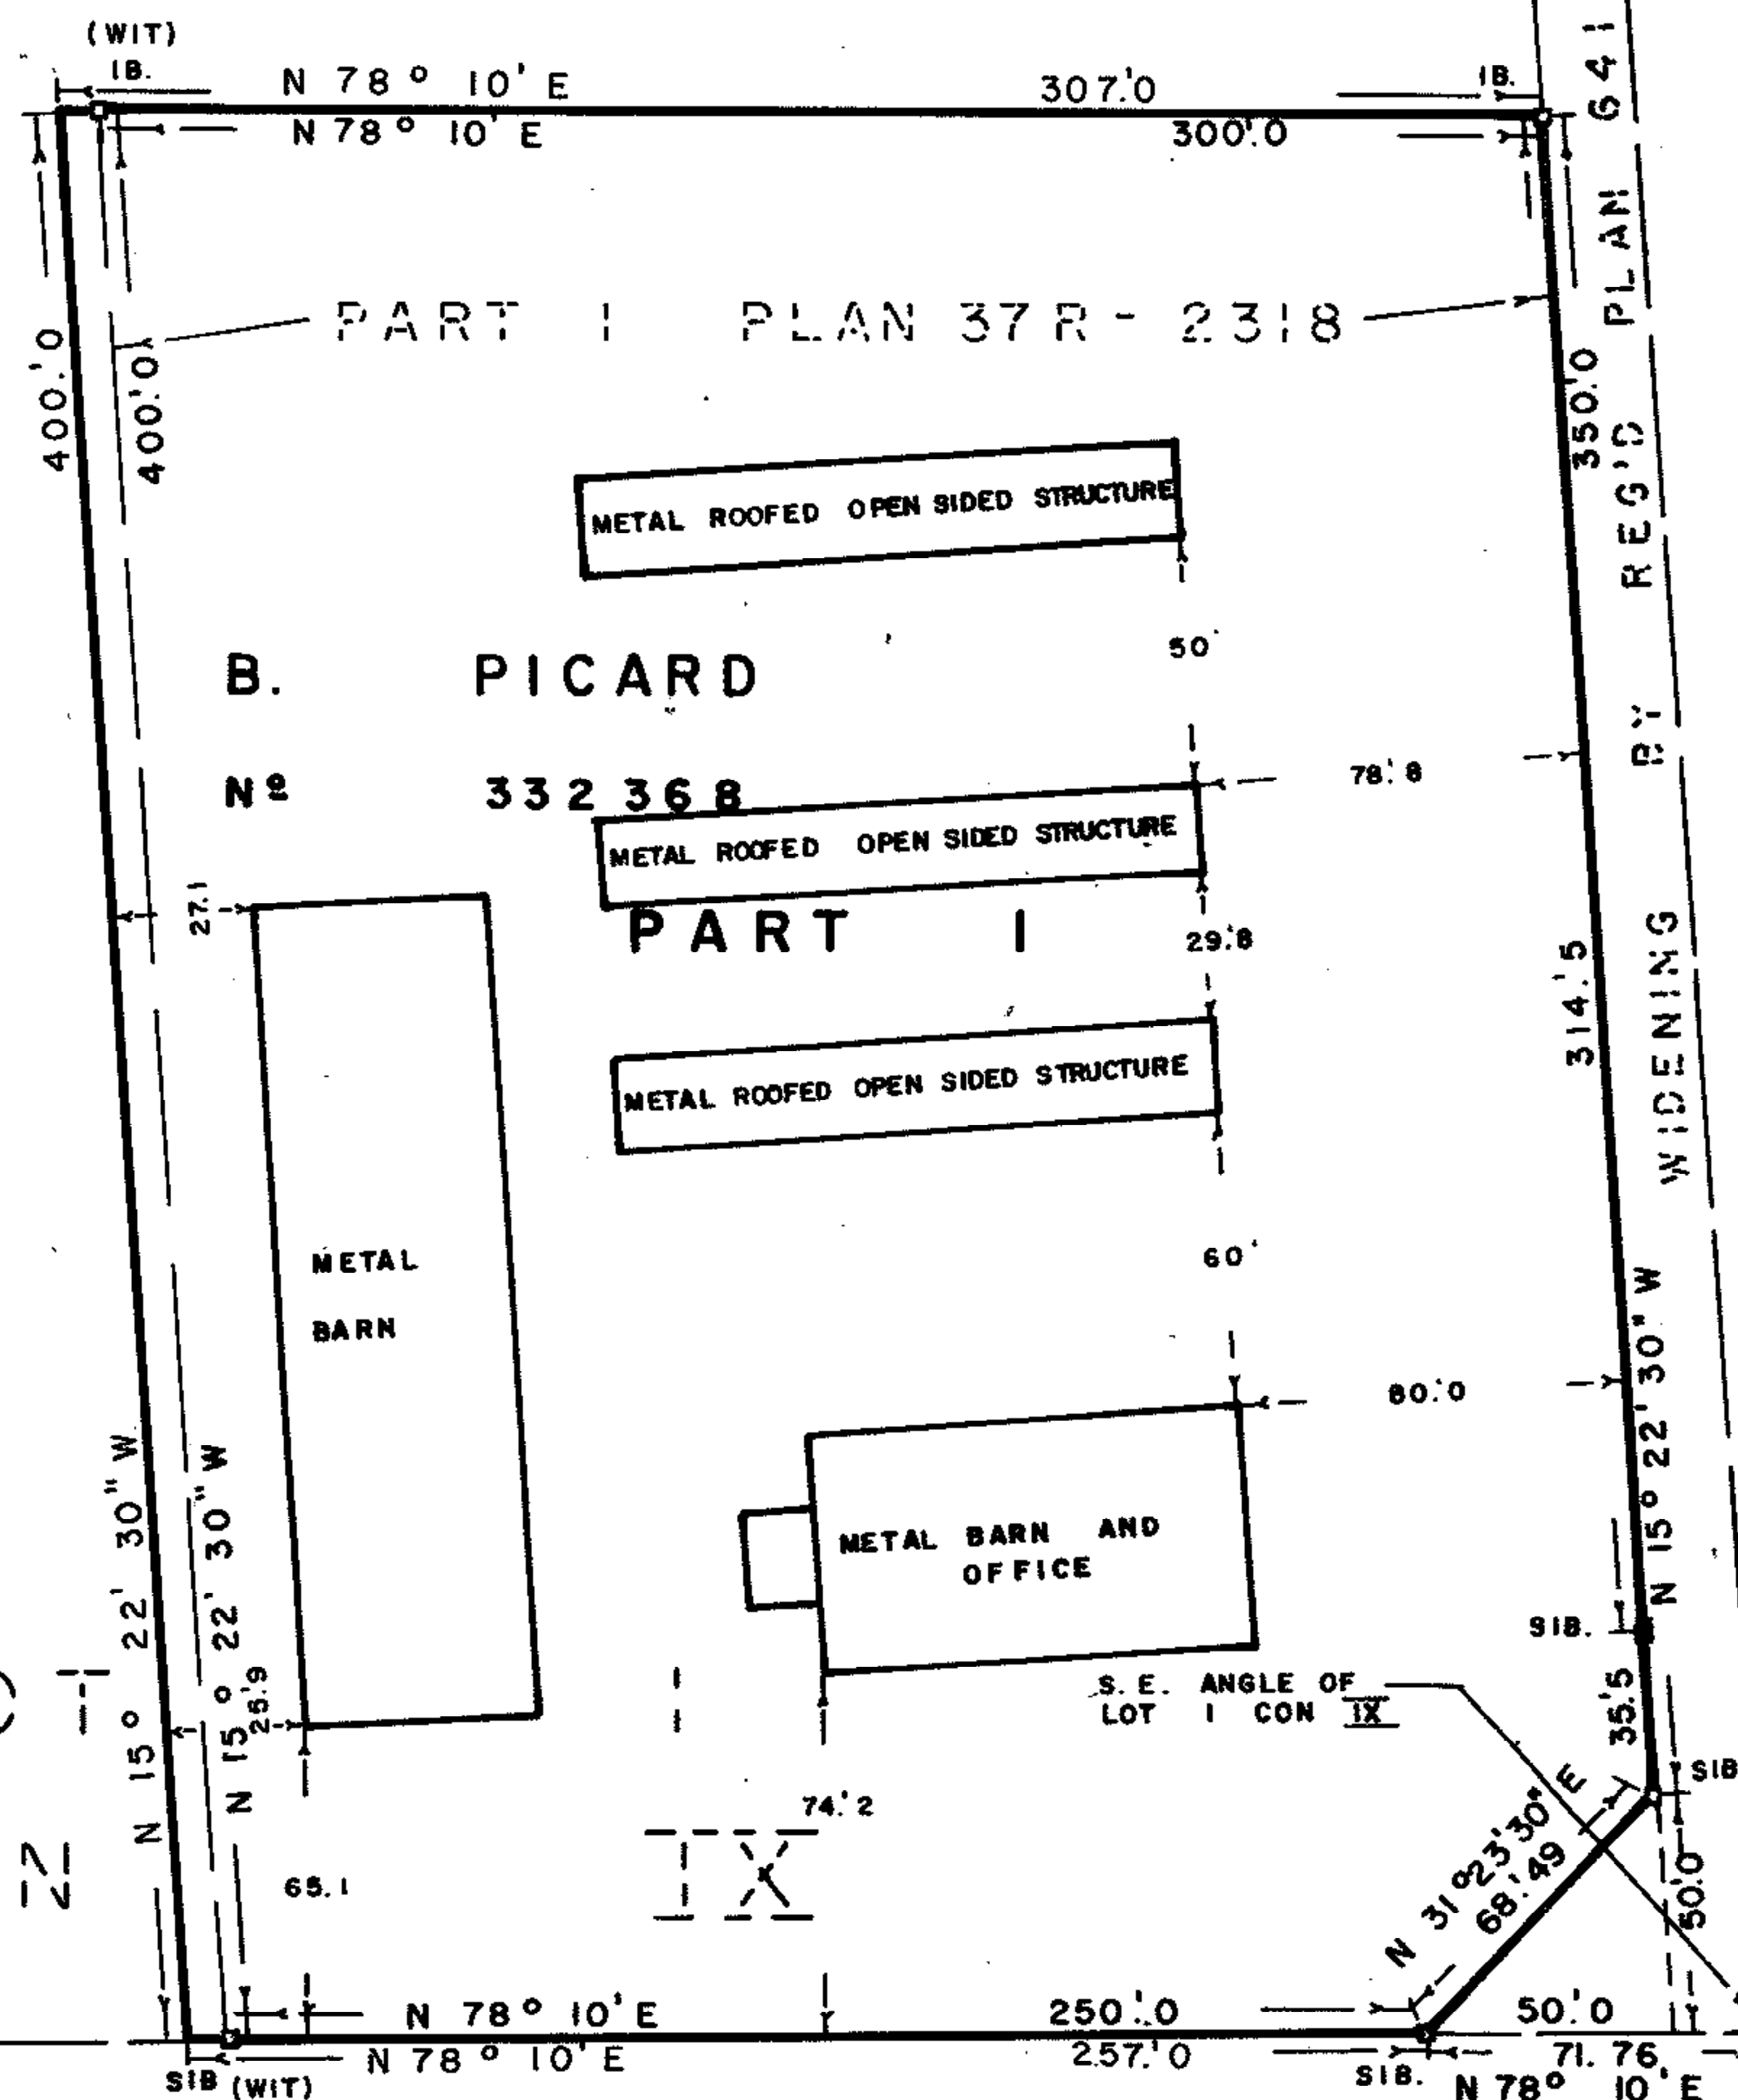 (WIT)
IB.
N 78° 10' E
307.'0
IB.
N 78° 10' E
300.'0
PART 1 PLAN 37R-2318
400.'0
400.'0
350.'0
WIDENING BY REG'D PLAN 641
METAL ROOFED OPEN SIDED STRUCTURE
50'
B. PICARD
Nº 332368
78.'8
METAL ROOFED OPEN SIDED STRUCTURE
27.1
PART 1
29.'8
314.'5
METAL ROOFED OPEN SIDED STRUCTURE
METAL
BARN
60'
80.'0
METAL BARN AND
OFFICE
N 15° 22' 30" W
N 15° 22' 30" W
N 15° 22' 30" W
SIB.
25.'9
S.E. ANGLE OF
LOT 1 CON IX
35.'5
SIB
74.'2
65.1
IX
N 31° 23' 30" E
68.'49
50.'0
N 78° 10' E
250.'0
50.'0
N 78° 10' E
257.'0
71.76
SIB (WIT)
SIB.
N 78° 10' E